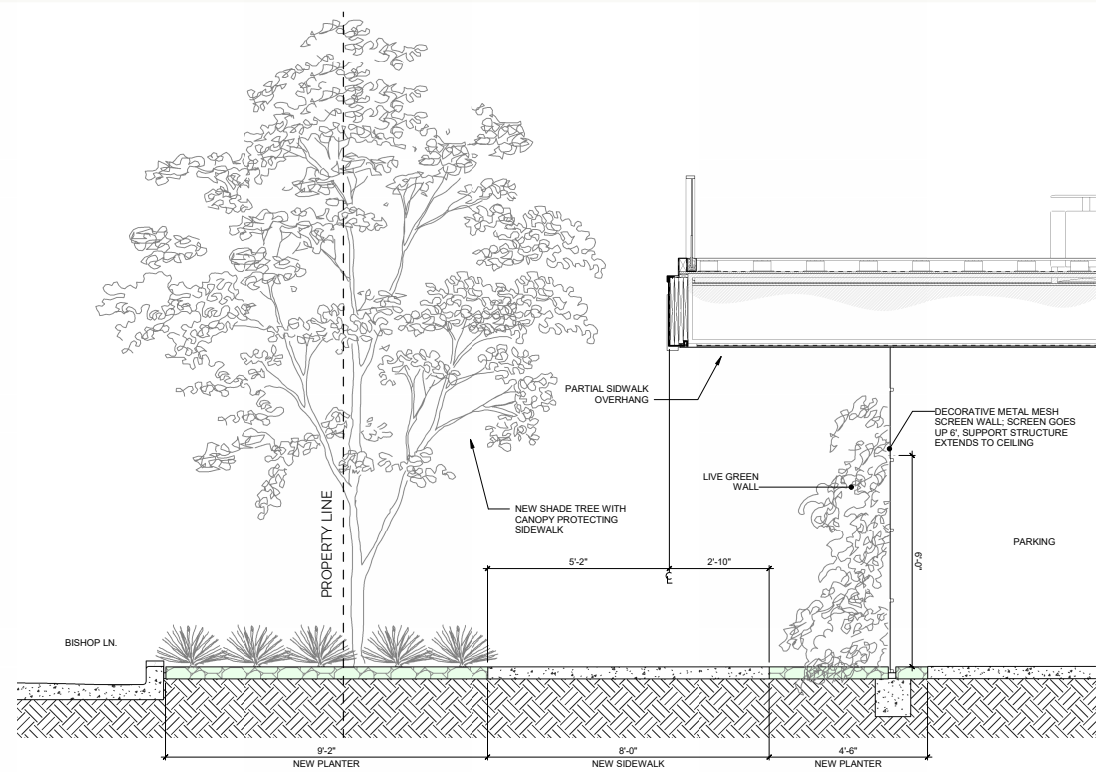 PARTIAL SIDWALK
OVERHANG
DECORATIVE METAL MESH
SCREEN WALL; SCREEN GOES
UP 6', SUPPORT STRUCTURE
EXTENDS TO CEILING
LIVE GREEN
WALL
PROPERTY LINE
NEW SHADE TREE WITH
CANOPY PROTECTING
SIDEWALK
PARKING
5'-2"
2'-10"
6'-0"
CL
BISHOP LN.
9'-2"
8'-0"
4'-6"
NEW PLANTER
NEW SIDEWALK
NEW PLANTER